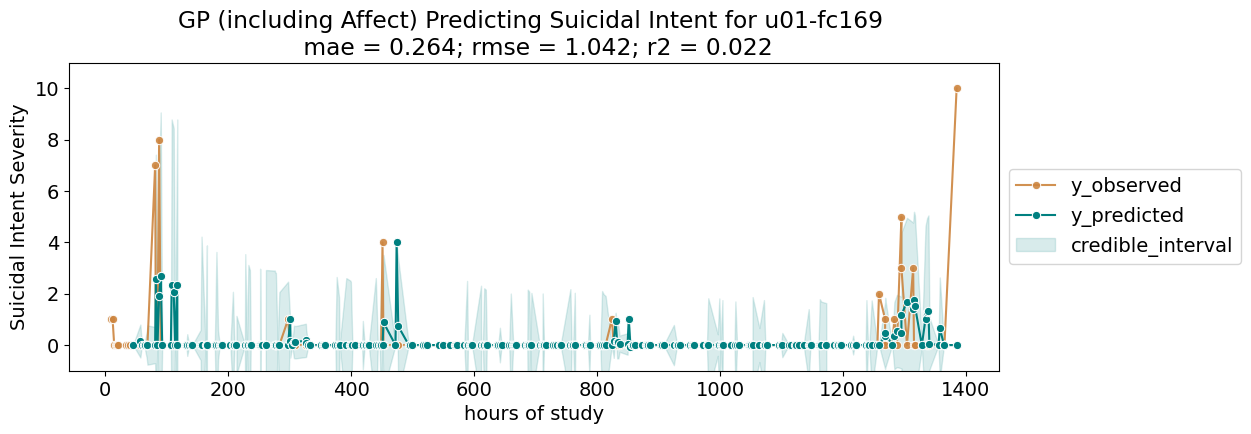 GP (including Affect) Predicting Suicidal Intent for u01-fc169
mae = 0.264; rmse = 1.042; r2 = 0.022
Suicidal Intent Severity
10
8
6
4
2
0
0 200 400 600 800 1000 1200 1400
hours of study
y_observed
y_predicted
credible_interval